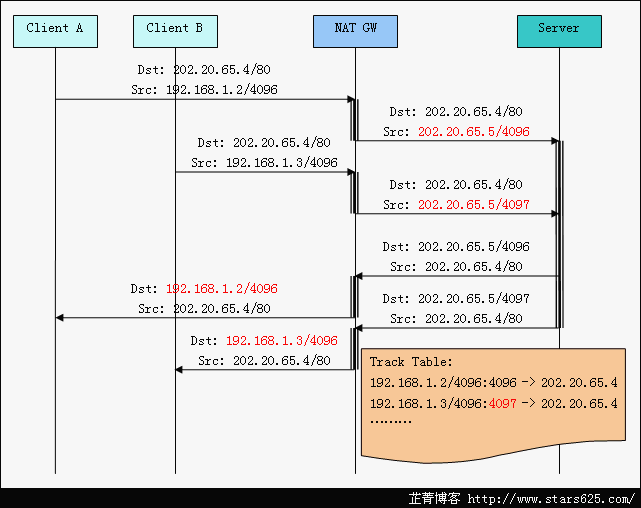 Client A
Client B
NAT GW
Server
Dst: 202.20.65.4/80
Src: 192.168.1.2/4096
Dst: 202.20.65.4/80
Src: 202.20.65.5/4096
Dst: 202.20.65.4/80
Src: 192.168.1.3/4096
Dst: 202.20.65.4/80
Src: 202.20.65.5/4097
Dst: 202.20.65.5/4096
Src: 202.20.65.4/80
Dst: 192.168.1.2/4096
Src: 202.20.65.4/80
Dst: 202.20.65.5/4097
Src: 202.20.65.4/80
Dst: 192.168.1.3/4096
Src: 202.20.65.4/80
Track Table:
192.168.1.2/4096:4096 -> 202.20.65.4
192.168.1.3/4096:4097 -> 202.20.65.4
………
芷菁博客 http://www.stars625.com/